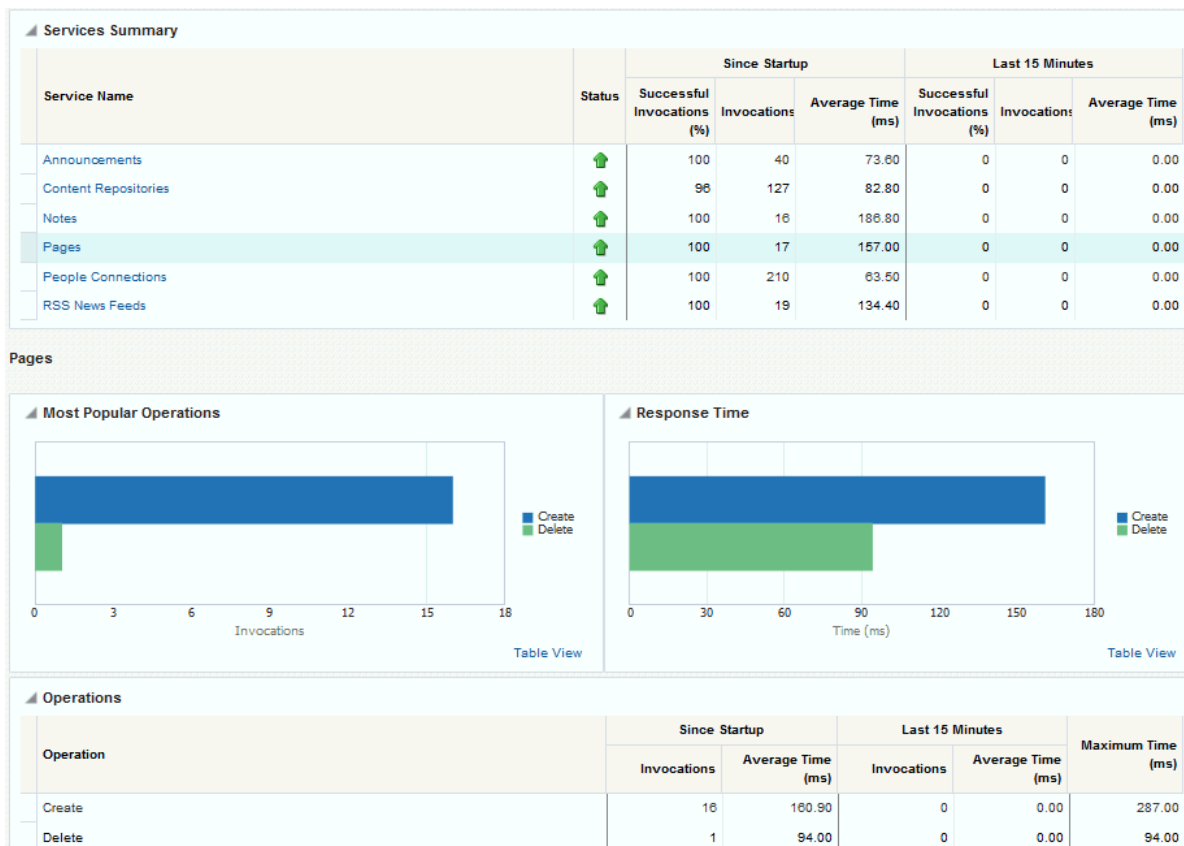 Services Summary
Since Startup Last 15 Minutes
Service Name Status Successful Invocations (%) Invocations Average Time (ms) Successful Invocations (%) Invocations Average Time (ms)
Announcements 100 40 73.60 0 0 0.00
Content Repositories 96 127 82.80 0 0 0.00
Notes 100 16 186.80 0 0 0.00
Pages 100 17 157.00 0 0 0.00
People Connections 100 210 63.50 0 0 0.00
RSS News Feeds 100 19 134.40 0 0 0.00
Pages
Most Popular Operations
Create
Delete
0 3 6 9 12 15 18
Invocations
Table View
Response Time
Create
Delete
0 30 60 90 120 150 180
Time (ms)
Table View
Operations
Since Startup Last 15 Minutes
Operation Invocations Average Time (ms) Invocations Average Time (ms) Maximum Time (ms)
Create 16 160.90 0 0.00 287.00
Delete 1 94.00 0 0.00 94.00